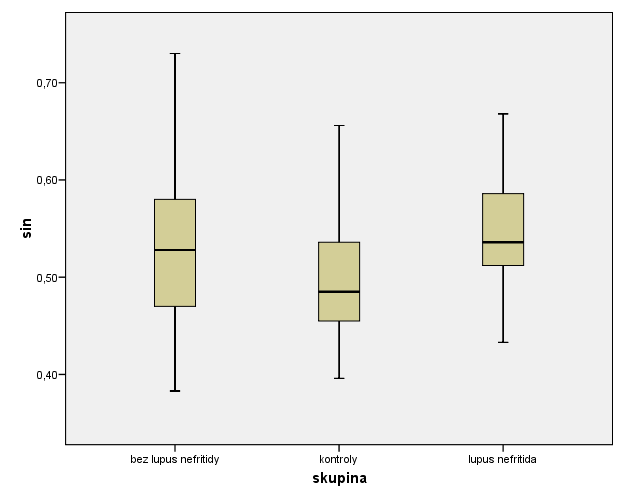 0,70
0,60
0,50
0,40
sin
bez lupus nefritidy kontroly lupus nefritida
skupina